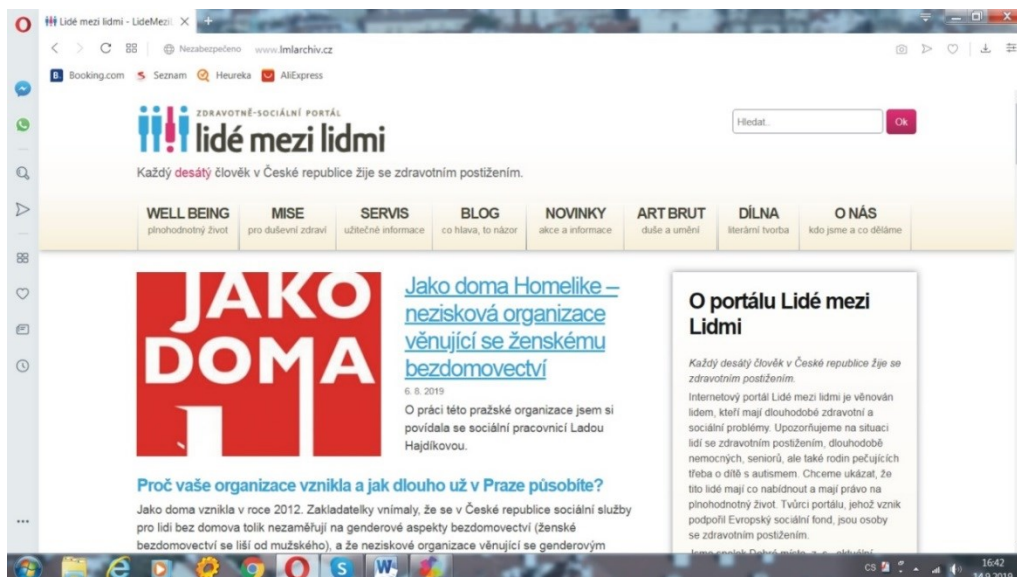 Lidé mezi lidmi - LideMezil
Nezabezpečeno www.lmlarchiv.cz
Booking.com Seznam Heureka AliExpress
ZDRAVOTNĚ-SOCIÁLNÍ PORTÁL
lidé mezi lidmi
Hledat..
Ok
Každý desátý člověk v České republice žije se zdravotním postižením.
WELL BEING
plnohodnotný život
MISE
pro duševní zdraví
SERVIS
užitečné informace
BLOG
co hlava, to názor
NOVINKY
akce a informace
ART BRUT
duše a umění
DÍLNA
literární tvorba
O NÁS
kdo jsme a co děláme
JAKO
DOMA
Jako doma Homelike –
nezisková organizace
věnující se ženskému
bezdomovectví
6. 8. 2019
O práci této pražské organizace jsem si
povídala se sociální pracovnicí Ladou
Hajdíkovou.
Proč vaše organizace vznikla a jak dlouho už v Praze působíte?
Jako doma vznikla v roce 2012. Zakladatelky vnímaly, že se v České republice sociální služby
pro lidi bez domova tolik nezaměřují na genderové aspekty bezdomovectví (ženské
bezdomovectví se liší od mužského), a že neziskové organizace věnující se genderovým
O portálu Lidé mezi
Lidmi
Každý desátý člověk v České republice žije se
zdravotním postižením.
Internetový portál Lidé mezi lidmi je věnován
lidem, kteří mají dlouhodobé zdravotní a
sociální problémy. Upozorňujeme na situaci
lidí se zdravotním postižením, dlouhodobě
nemocných, seniorů, ale také rodin pečujících
třeba o dítě s autismem. Chceme ukázat, že
tito lidé mají co nabídnout a mají právo na
plnohodnotný život. Tvůrci portálu, jehož vznik
podpořil Evropský sociální fond, jsou osoby
se zdravotním postižením.
Jsme spolek Dobré místo, z. s., aktuální
CS
16:42
14.9.2019